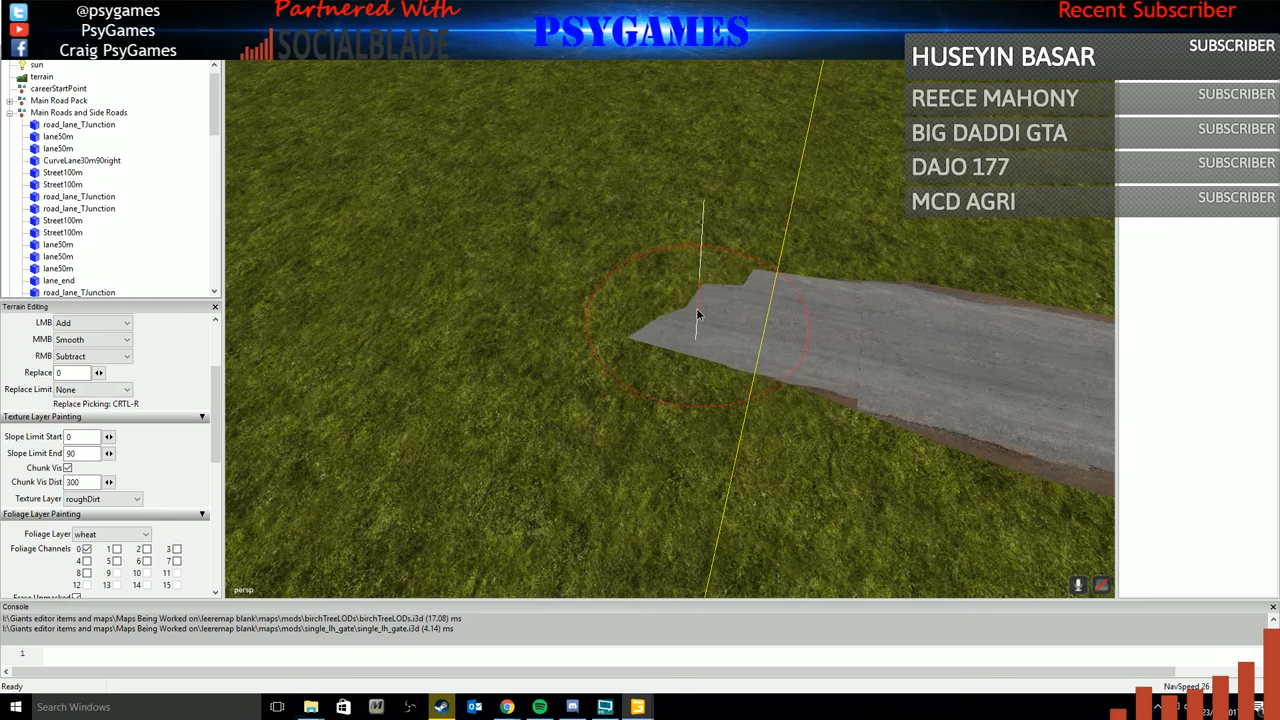 @psygames
PsyGames
Craig PsyGames
Partnered With
SOCIALBLADE
PSYGAMES
Recent Subscriber
HUSEYIN BASAR SUBSCRIBER
REECE MAHONY SUBSCRIBER
BIG DADDI GTA SUBSCRIBER
DAJO 177 SUBSCRIBER
MCD AGRI SUBSCRIBER
sun
terrain
careerStartPoint
Main Road Pack
Main Roads and Side Roads
road_lane_TJunction
lane50m
lane50m
CurveLane30m90right
Street100m
Street100m
road_lane_TJunction
road_lane_TJunction
Street100m
Street100m
lane50m
lane50m
lane50m
lane_end
road_lane_TJunction
Terrain Editing
LMB Add
MMB Smooth
RMB Subtract
Replace 0
Replace Limit None
Replace Picking: CRTL-R
Texture Layer Painting
Slope Limit Start 0
Slope Limit End 90
Chunk Vis
Chunk Vis Dist 300
Texture Layer roughDirt
Foliage Layer Painting
Foliage Layer wheat
Foliage Channels 0 1 2 3
4 5 6 7
8 9 10 11
12 13 14 15
Erase Unmasked
persp
Console
I:\Giants editor items and maps\Maps Being Worked on\leeremap blank\maps\mods\birchTreeLODs\birchTreeLODs.i3d (17.08) ms
I:\Giants editor items and maps\Maps Being Worked on\leeremap blank\maps\mods\single_lh_gate\single_lh_gate.i3d (4.14) ms
1
Ready
NavSpeed 26
Search Windows